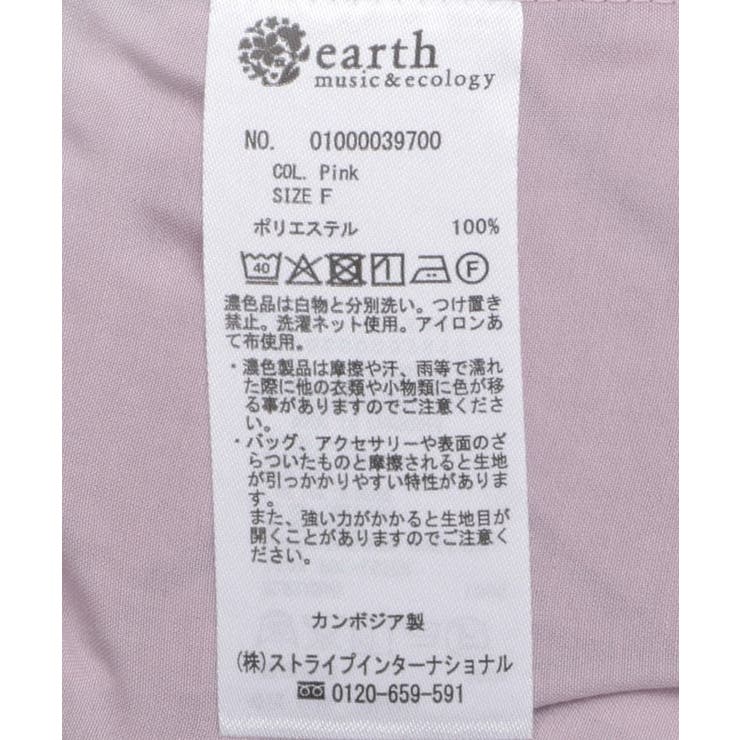 earth
music&ecology
NO. 01000039700
COL. Pink
SIZE F
ポリエステル 100%
40 F
濃色品は白物と分別洗い。つけ置き
禁止。洗濯ネット使用。アイロンあ
て布使用。
・濃色製品は摩擦や汗、雨等で濡れ
た際に他の衣類や小物類に色が移
る事がありますのでご注意くださ
い。
・バッグ、アクセサリーや表面のざ
らついたものと摩擦されると生地
が引っかかりやすい特性がありま
す。
また、強い力がかかると生地目が
開くことがありますのでご注意く
ださい。
カンボジア製
(株)ストライプインターナショナル
0120-659-591